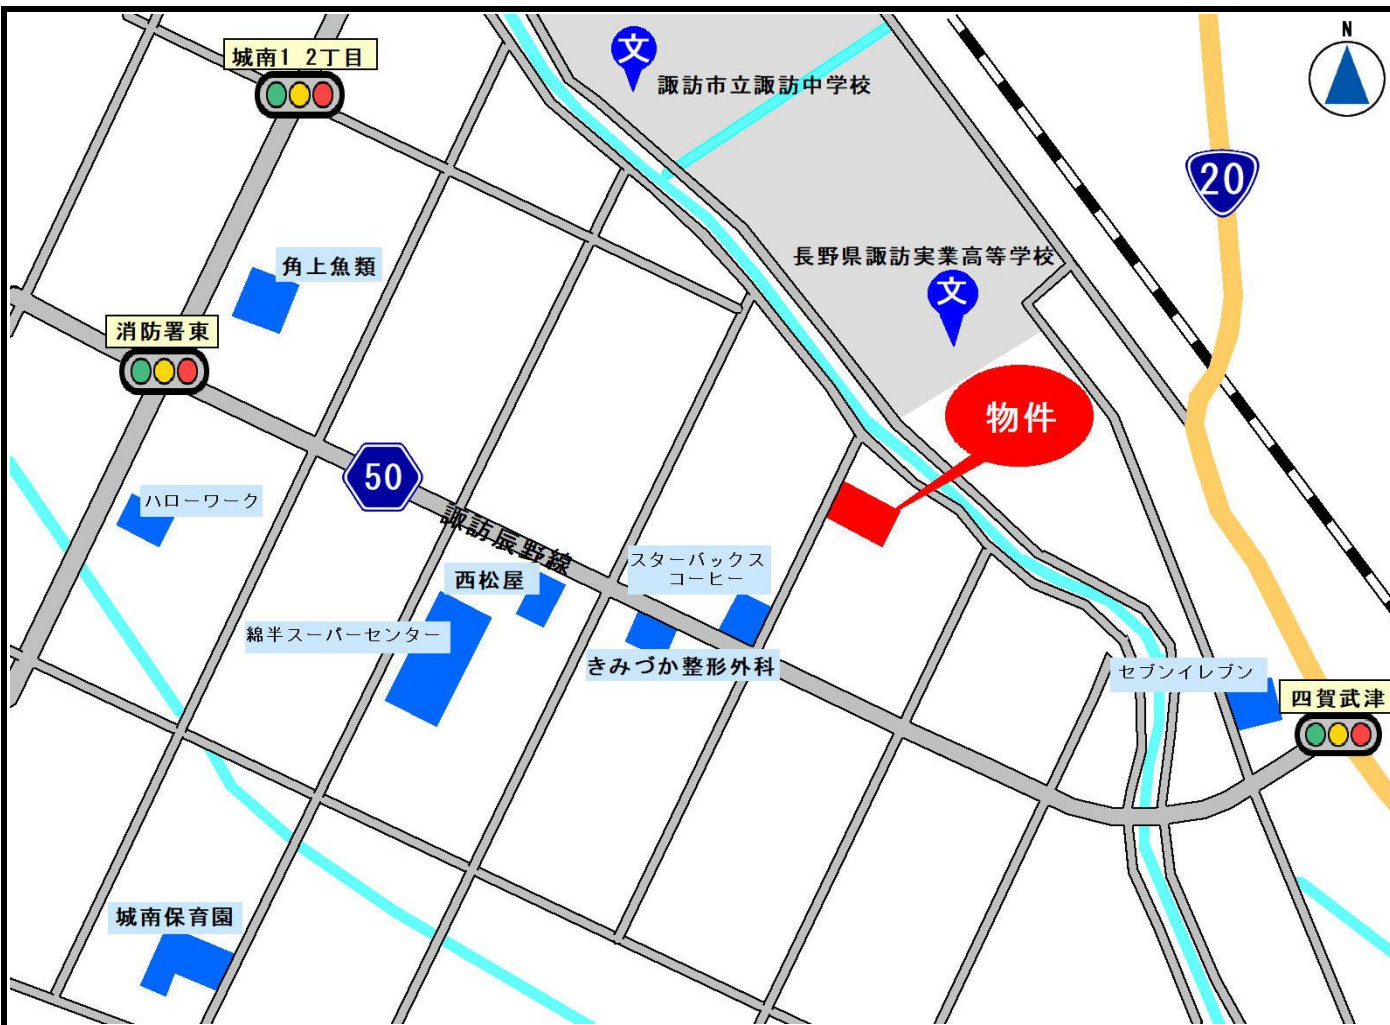 城南1 2丁目
文
諏訪市立諏訪中学校
N
20
角上魚類
長野県諏訪実業高等学校
文
消防署東
物件
50
諏訪辰野線
ハローワーク
西松屋
スターバックス
コーヒー
綿半スーパーセンター
きみづか整形外科
セブンイレブン
四賀武津
城南保育園